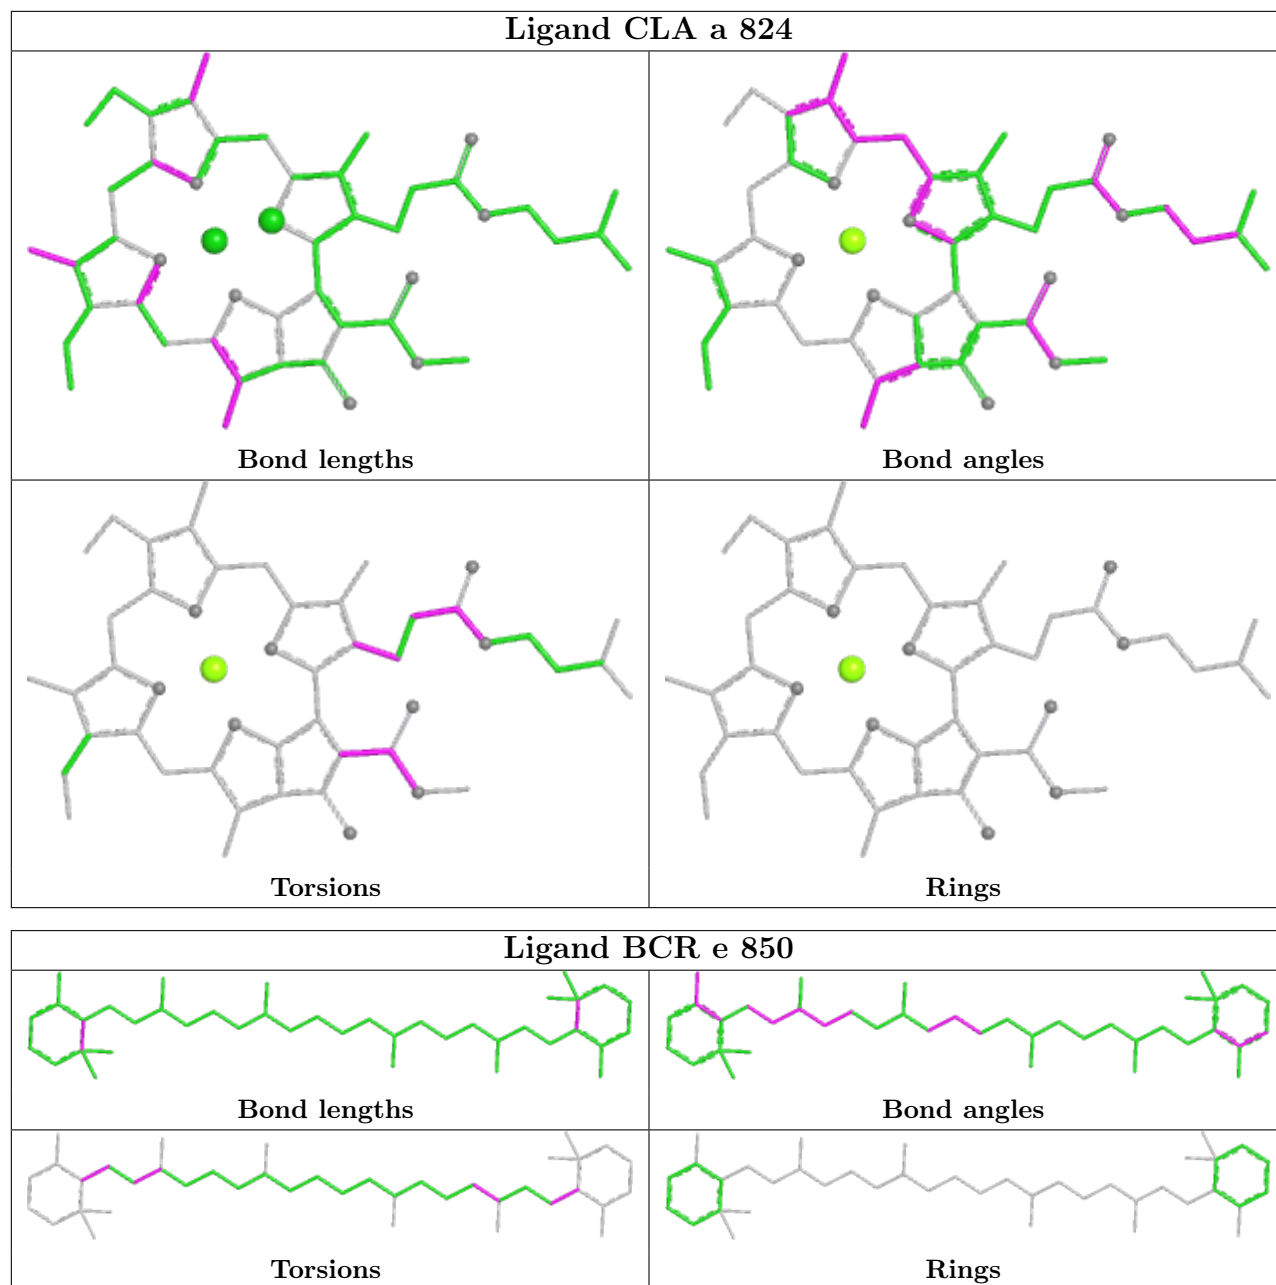 Ligand CLA a 824
Bond lengths
Bond angles
Torsions
Rings
Ligand BCR e 850
Bond lengths
Bond angles
Torsions
Rings